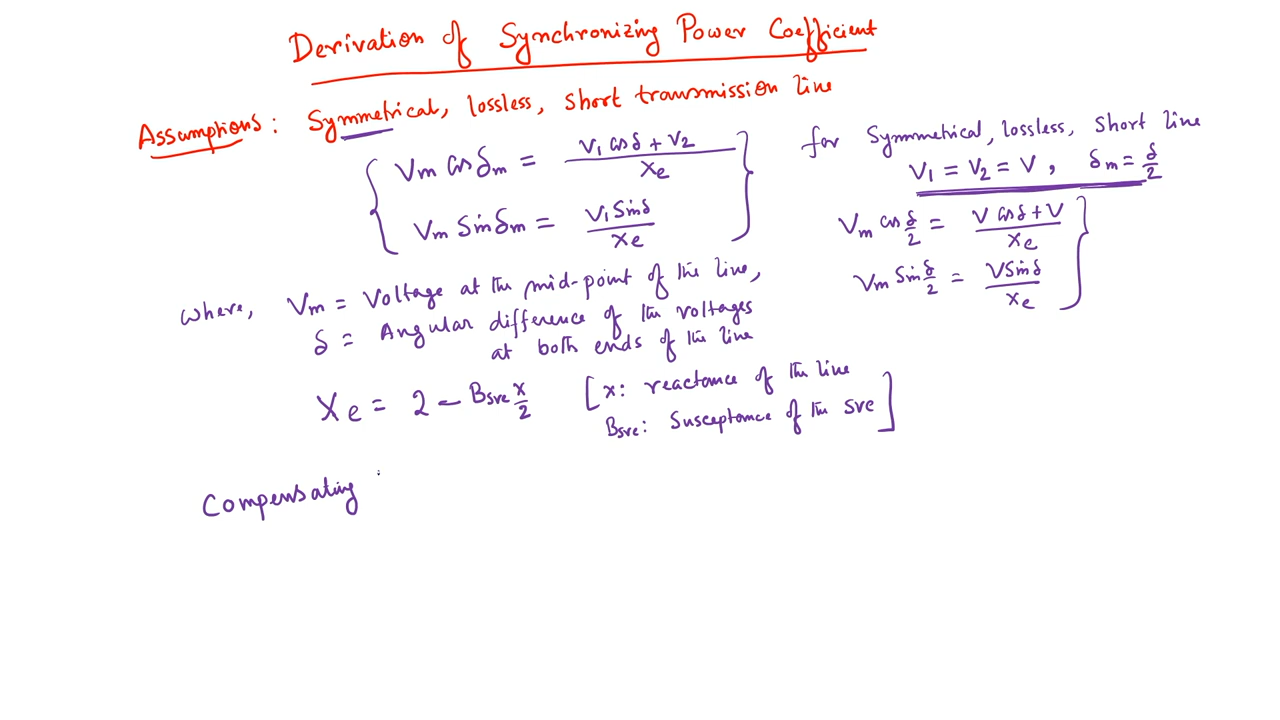 Derivation of Synchronizing Power Coefficient
Assumptions: Symmetrical, lossless, short transmission line
Vm cos δm = (V1 cos δ + V2) / Xe
Vm Sin δm = (V1 Sin δ) / Xe
for Symmetrical, lossless, Short line
V1 = V2 = V, δm = δ/2
Vm cos δ/2 = (V cos δ + V) / Xe
Vm Sin δ/2 = (V Sin δ) / Xe
where, Vm = Voltage at the mid-point of the line,
δ = Angular difference of the voltages
at both ends of the line
Xe = 2 - Bsvc x/2 [x: reactance of the line
Bsvc: Susceptance of the svc]
Compensating